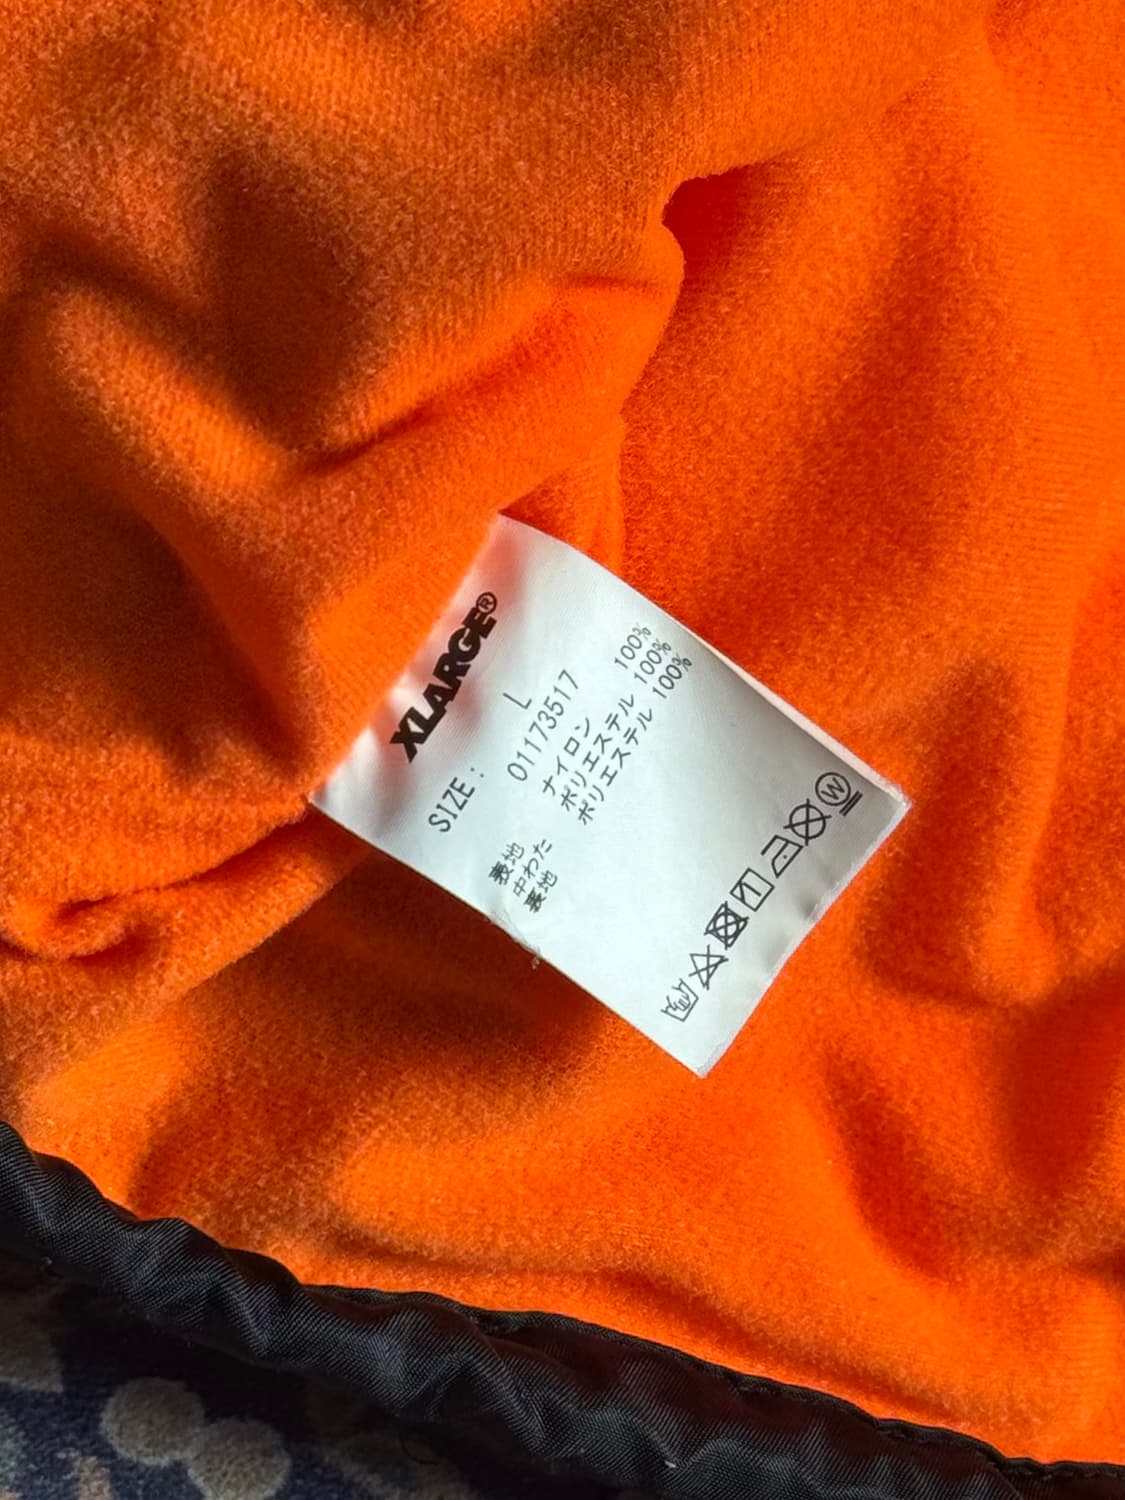 XLARGE®
SIZE: L
01173517
表地 ナイロン 100%
中わた ポリエステル 100%
裏地 ポリエステル 100%
W